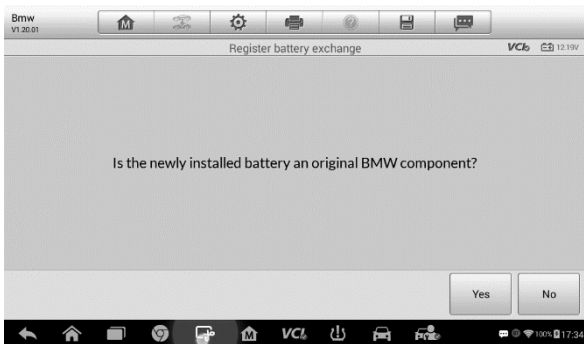 Bmw
V1.20.01
M
Register battery exchange
VCI
12.19V
Is the newly installed battery an original BMW component?
Yes
No
M
VCI
100%
17:34